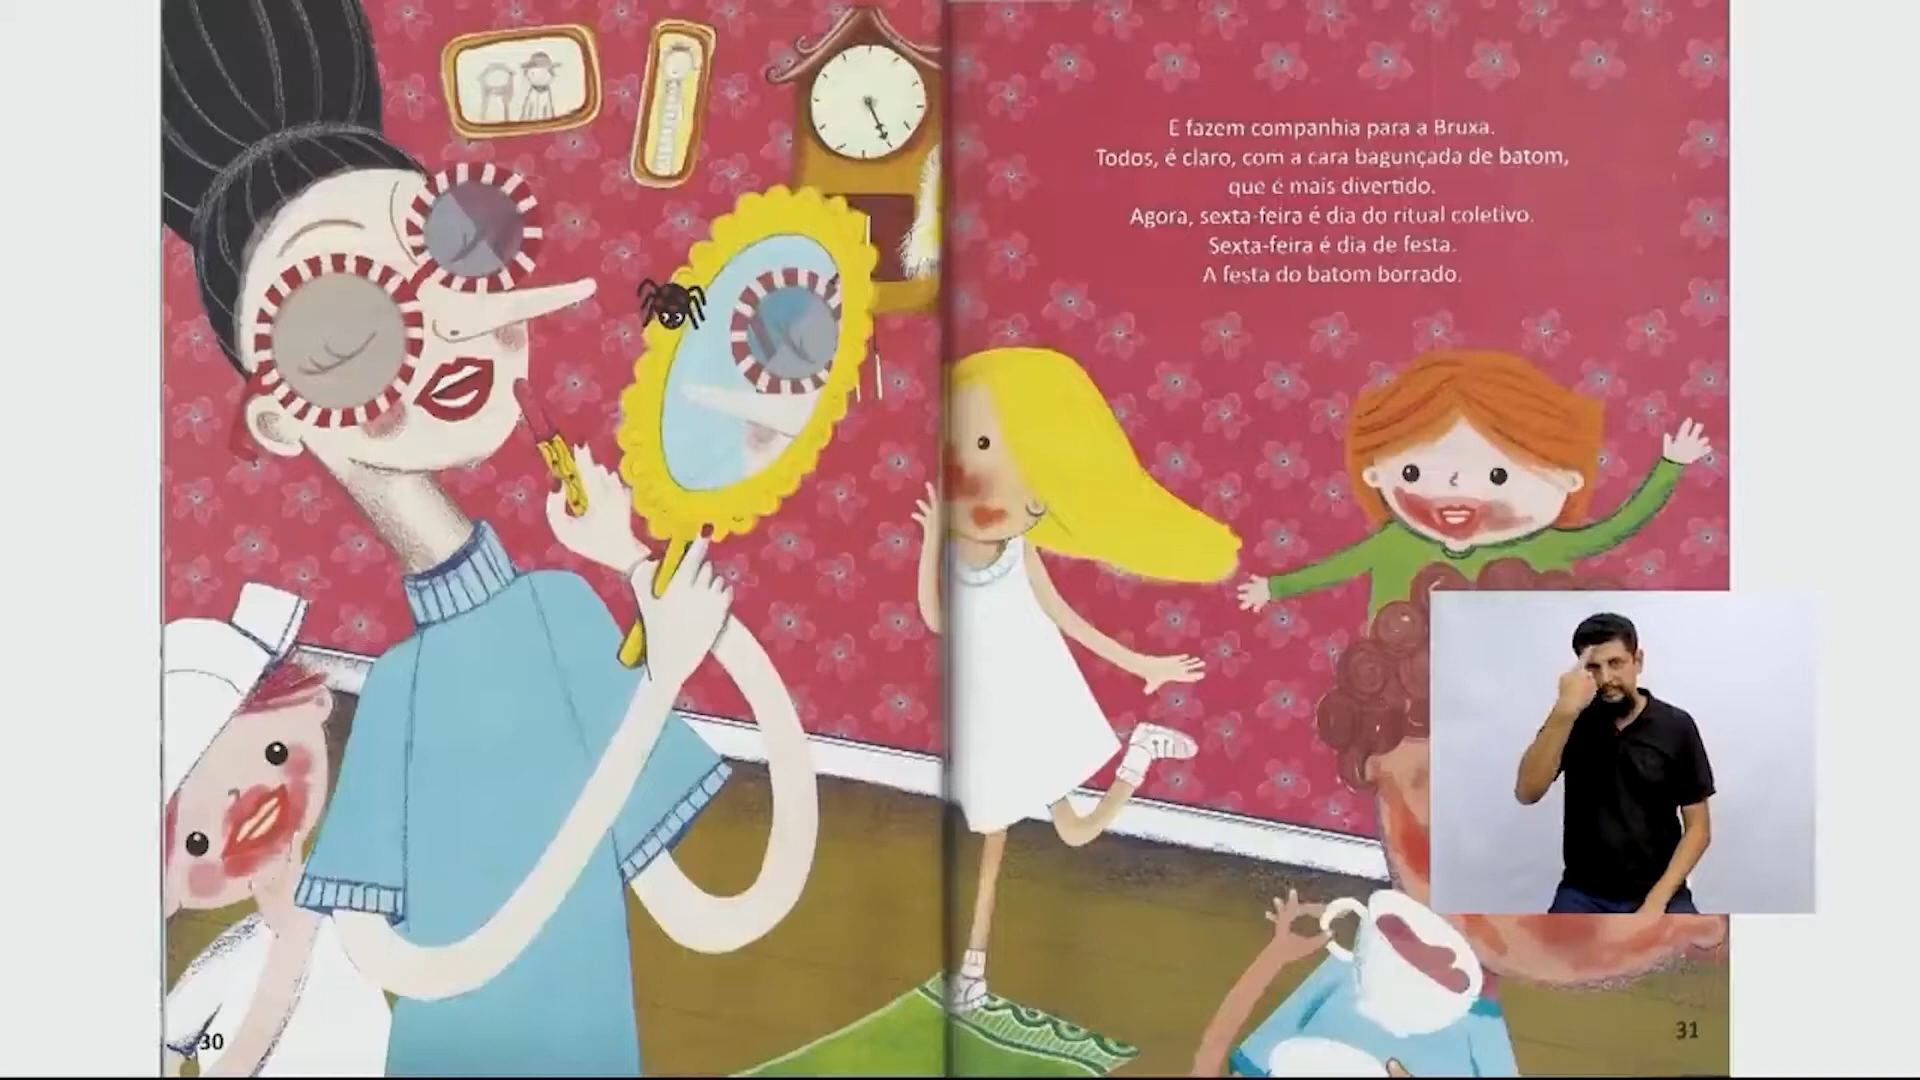 E fazem companhia para a Bruxa.
Todos, é claro, com a cara bagunçada de batom,
que é mais divertido.
Agora, sexta-feira é dia do ritual coletivo.
Sexta-feira é dia de festa.
A festa do batom borrado.
30
31